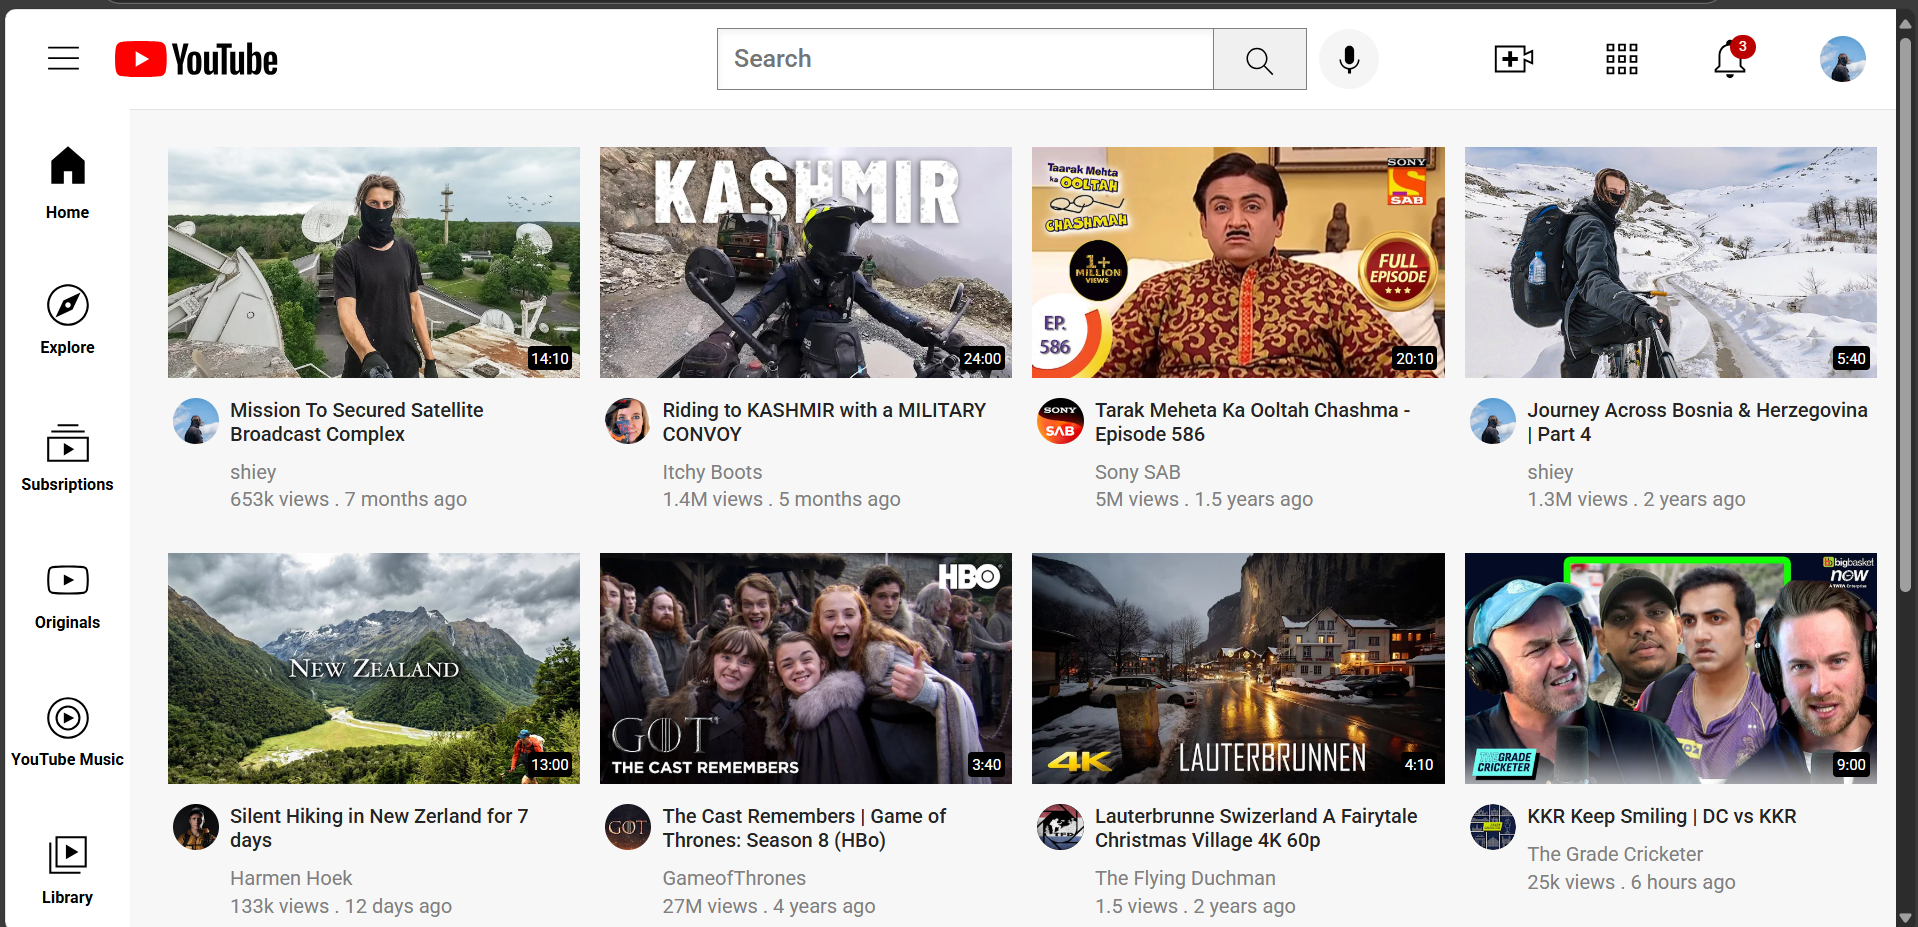 YouTube
Search
3
Home
Explore
Subsriptions
Originals
YouTube Music
Library
14:10
Mission To Secured Satellite
Broadcast Complex
shiey
653k views . 7 months ago
KASHMIR
24:00
Riding to KASHMIR with a MILITARY
CONVOY
Itchy Boots
1.4M views . 5 months ago
Taarak Mehta
ka OOLTAH
CHASHMAH
SONY
SAB
1+
MILLION
VIEWS
FULL
EPISODE
EP.
586
20:10
SONY
SAB
Tarak Meheta Ka Ooltah Chashma -
Episode 586
Sony SAB
5M views . 1.5 years ago
5:40
Journey Across Bosnia & Herzegovina
| Part 4
shiey
1.3M views . 2 years ago
NEW ZEALAND
13:00
Silent Hiking in New Zerland for 7
days
Harmen Hoek
133k views . 12 days ago
HBO
GOT
THE CAST REMEMBERS
3:40
GOT
The Cast Remembers | Game of
Thrones: Season 8 (HBo)
GameofThrones
27M views . 4 years ago
4K
LAUTERBRUNNEN
4:10
Lauterbrunne Swizerland A Fairytale
Christmas Village 4K 60p
The Flying Duchman
1.5 views . 2 years ago
bigbasket
now
A TATA Enterprise
THE GRADE
CRICKETER
9:00
KKR Keep Smiling | DC vs KKR
The Grade Cricketer
25k views . 6 hours ago